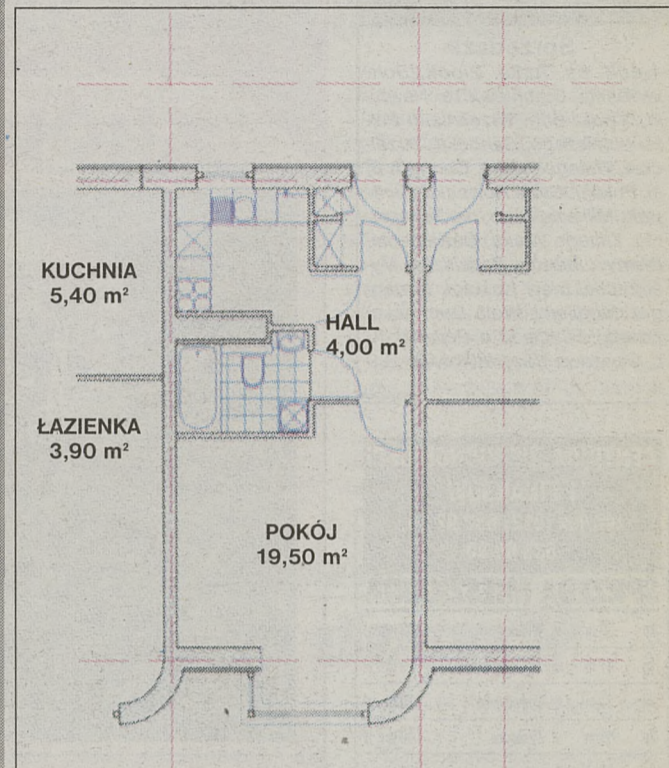 KUCHNIA
5,40 m²
HALL
4,00 m²
ŁAZIENKA
3,90 m²
POKÓJ
19,50 m²